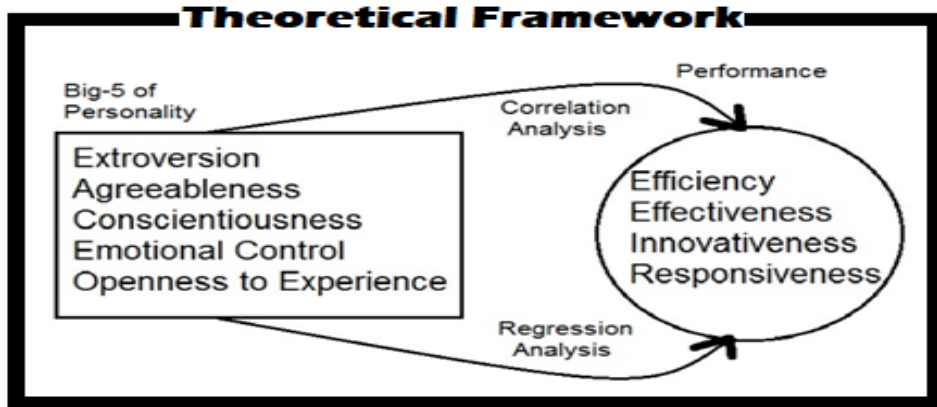 Theoretical Framework
Big-5 of
Personality
Performance
Correlation
Analysis
Extroversion
Agreeableness
Conscientiousness
Emotional Control
Openness to Experience
Efficiency
Effectiveness
Innovativeness
Responsiveness
Regression
Analysis